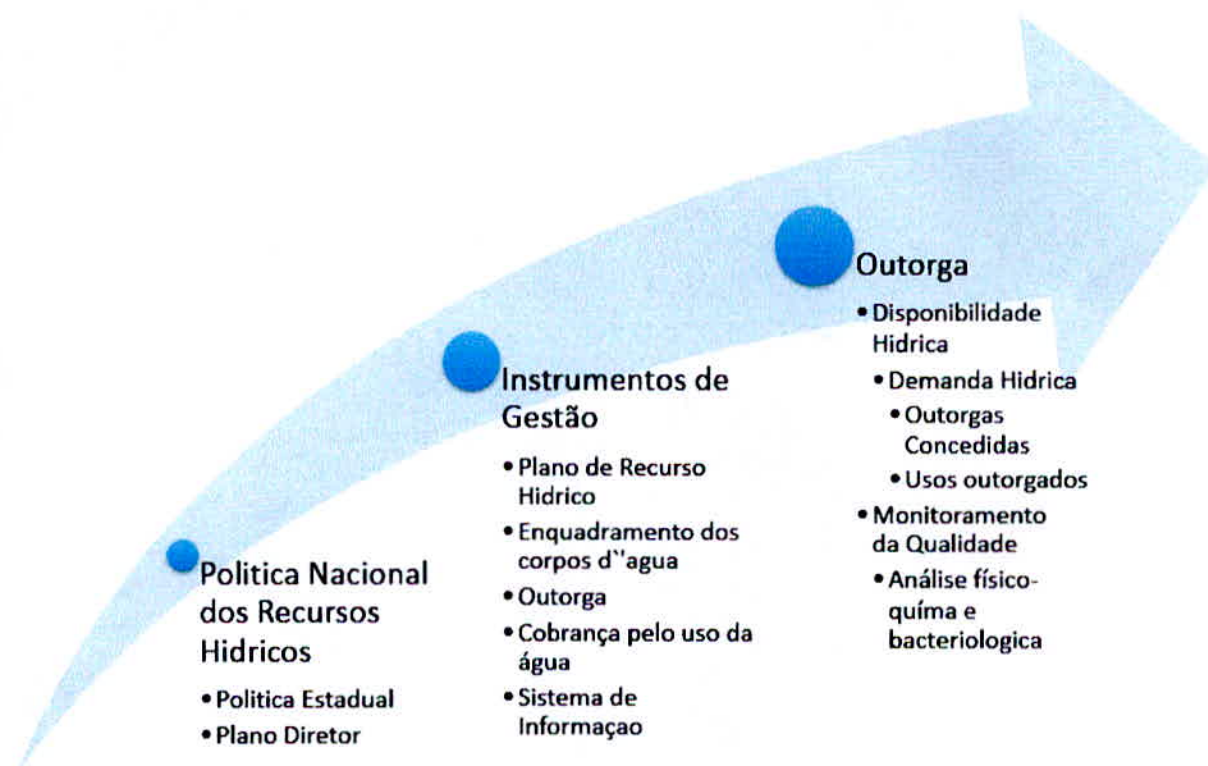 Politica Nacional
dos Recursos
Hidricos
• Politica Estadual
• Plano Diretor
Instrumentos de
Gestão
• Plano de Recurso
Hidrico
• Enquadramento dos
corpos d``agua
• Outorga
• Cobrança pelo uso da
água
• Sistema de
Informaçao
Outorga
• Disponibilidade
Hidrica
• Demanda Hidrica
• Outorgas
Concedidas
• Usos outorgados
• Monitoramento
da Qualidade
• Análise físico-
químa e
bacteriologica